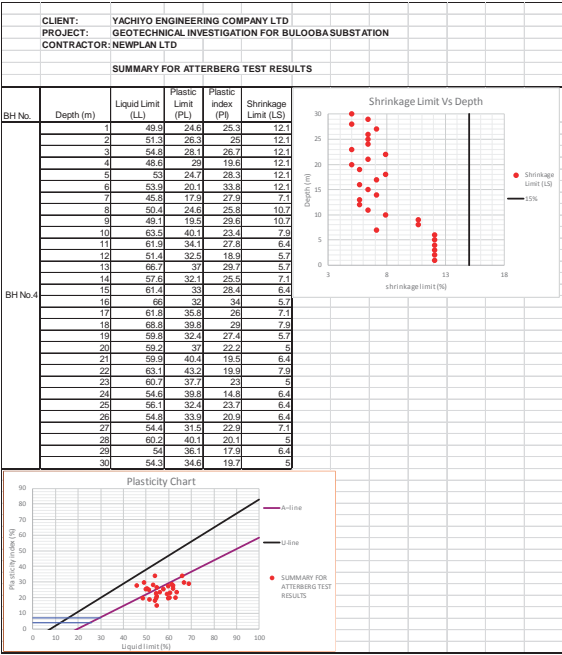 CLIENT: YACHIYO ENGINEERING COMPANY LTD
PROJECT: GEOTECHNICAL INVESTIGATION FOR BULOOBA SUBSTATION
CONTRACTOR: NEWPLAN LTD
SUMMARY FOR ATTERBERG TEST RESULTS
BH No. Depth (m) Liquid Limit (LL) Plastic Limit (PL) Plastic index (PI) Shrinkage Limit (LS)
BH No.4
1 49.9 24.6 25.3 12.1
2 51.3 26.3 25 12.1
3 54.8 28.1 26.7 12.1
4 48.6 29 19.6 12.1
5 53 24.7 28.3 12.1
6 53.9 20.1 33.8 12.1
7 45.8 17.9 27.9 7.1
8 50.4 24.6 25.8 10.7
9 49.1 19.5 29.6 10.7
10 63.5 40.1 23.4 7.9
11 61.9 34.1 27.8 6.4
12 51.4 32.5 18.9 5.7
13 66.7 37 29.7 5.7
14 57.6 32.1 25.5 7.1
15 61.4 33 28.4 6.4
16 66 32 34 5.7
17 61.8 35.8 26 7.1
18 68.8 39.8 29 7.9
19 59.8 32.4 27.4 5.7
20 59.2 37 22.2 5
21 59.9 40.4 19.5 6.4
22 63.1 43.2 19.9 7.9
23 60.7 37.7 23 5
24 54.6 39.8 14.8 6.4
25 56.1 32.4 23.7 6.4
26 54.8 33.9 20.9 6.4
27 54.4 31.5 22.9 7.1
28 60.2 40.1 20.1 5
29 54 36.1 17.9 6.4
30 54.3 34.6 19.7 5
Shrinkage Limit Vs Depth
Depth (m)
30
25
20
15
10
5
0
3 8 13 18
shrinkage limit (%)
Shrinkage Limit (LS)
15%
Plasticity Chart
Plasticity index (%)
90
80
70
60
50
40
30
20
10
0
0 10 20 30 40 50 60 70 80 90 100
Liquid limit (%)
A-line
U-line
SUMMARY FOR
ATTERBERG TEST
RESULTS